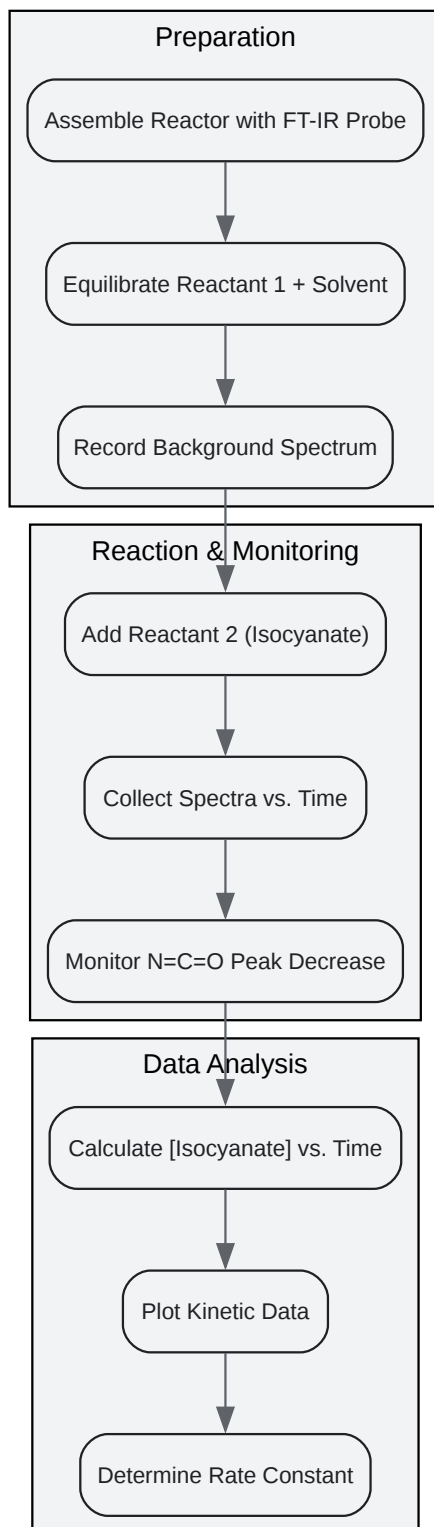 Preparation
Assemble Reactor with FT-IR Probe
Equilibrate Reactant 1 + Solvent
Record Background Spectrum
Reaction & Monitoring
Add Reactant 2 (Isocyanate)
Collect Spectra vs. Time
Monitor N=C=O Peak Decrease
Data Analysis
Calculate [Isocyanate] vs. Time
Plot Kinetic Data
Determine Rate Constant